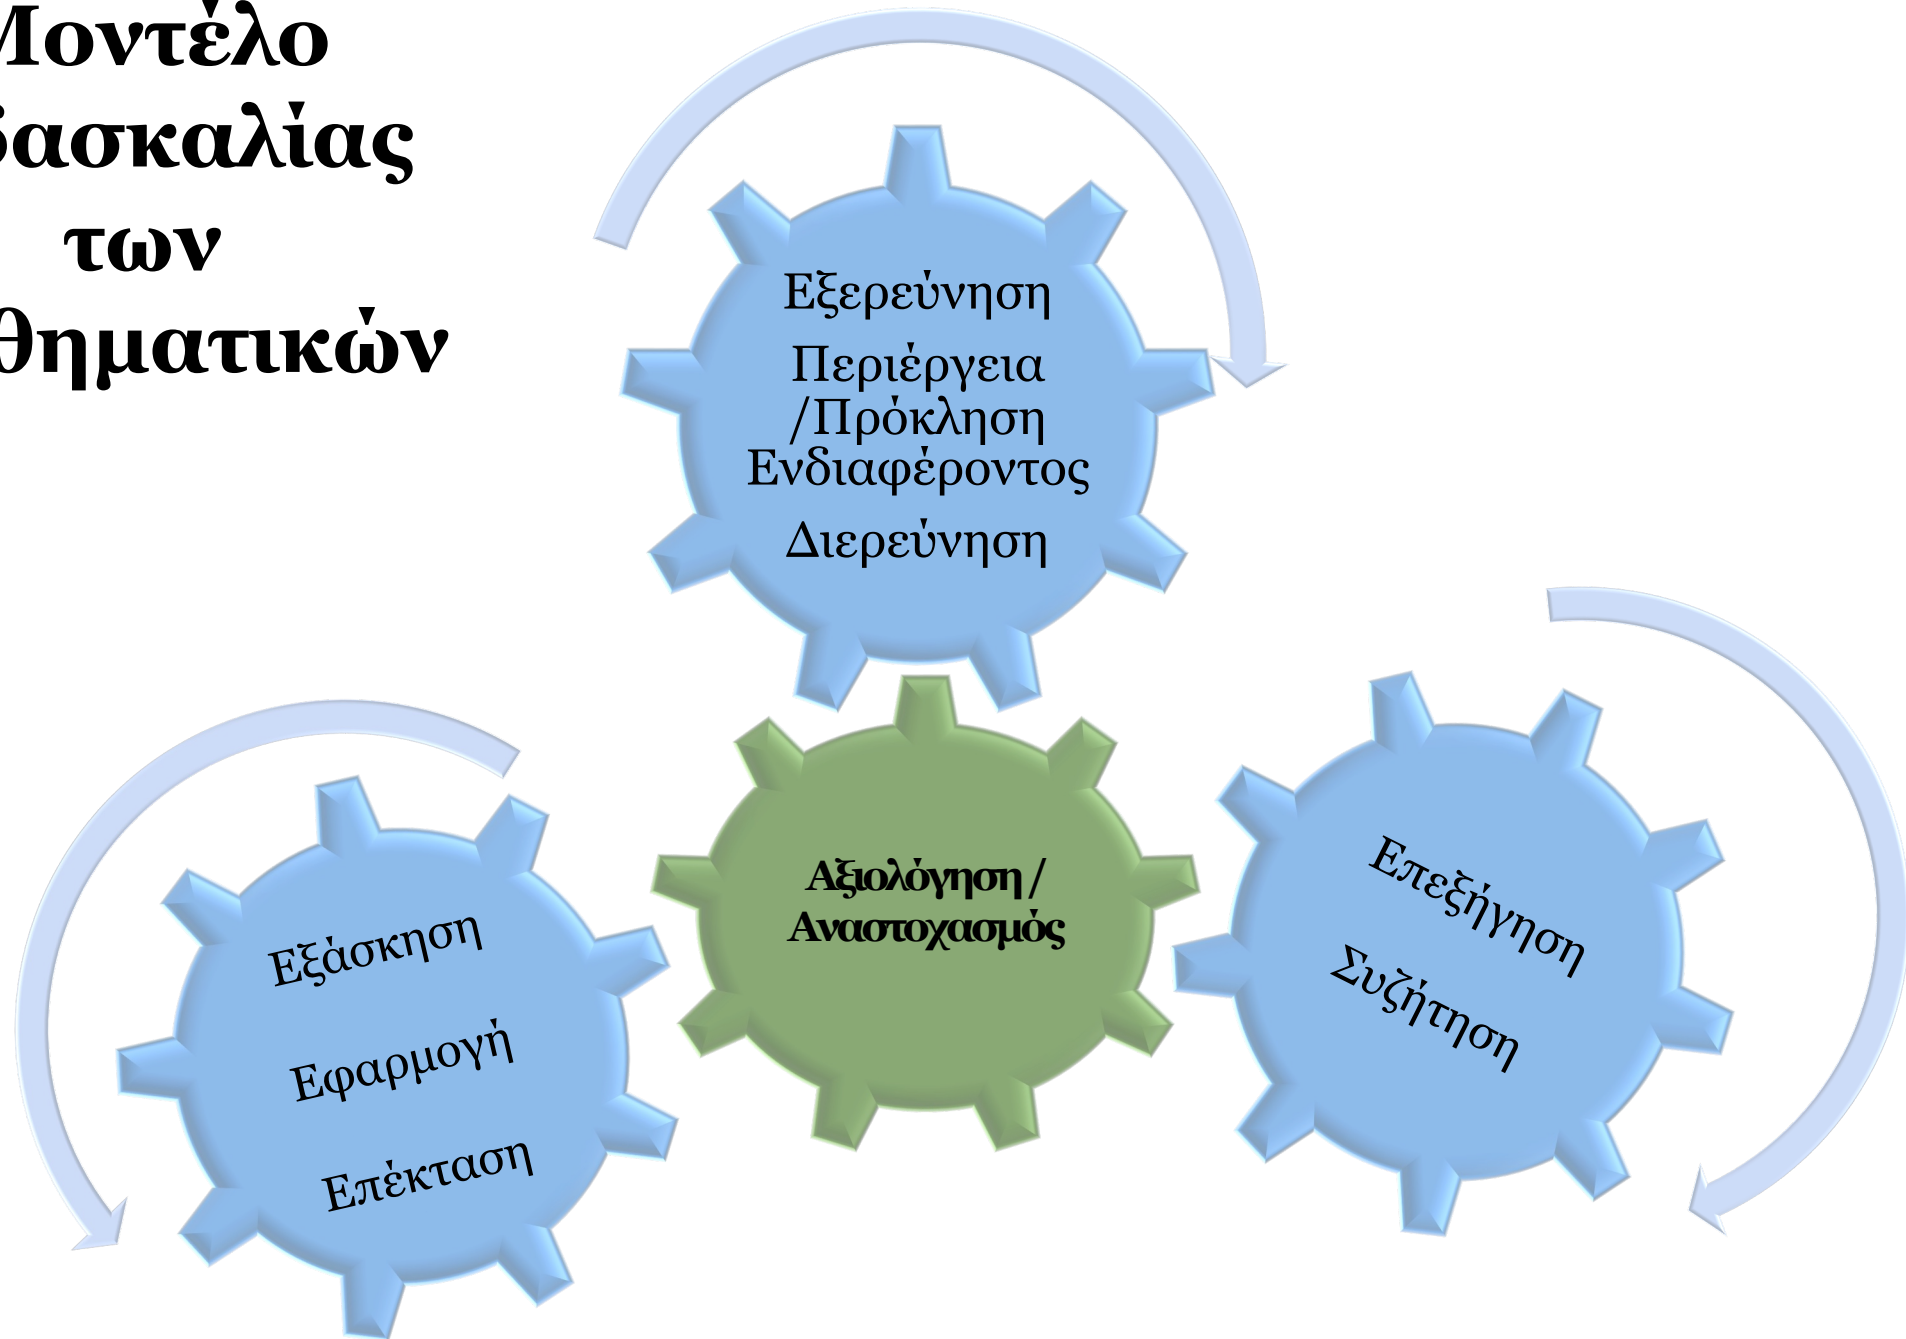 Μοντέλο
δασκαλίας
των
θηματικών
Εξερεύνηση
Περιέργεια
/Πρόκληση
Ενδιαφέροντος
Διερεύνηση
Αξιολόγηση /
Αναστοχασμός
Επεξήγηση
Συζήτηση
Εξάσκηση
Εφαρμογή
Επέκταση